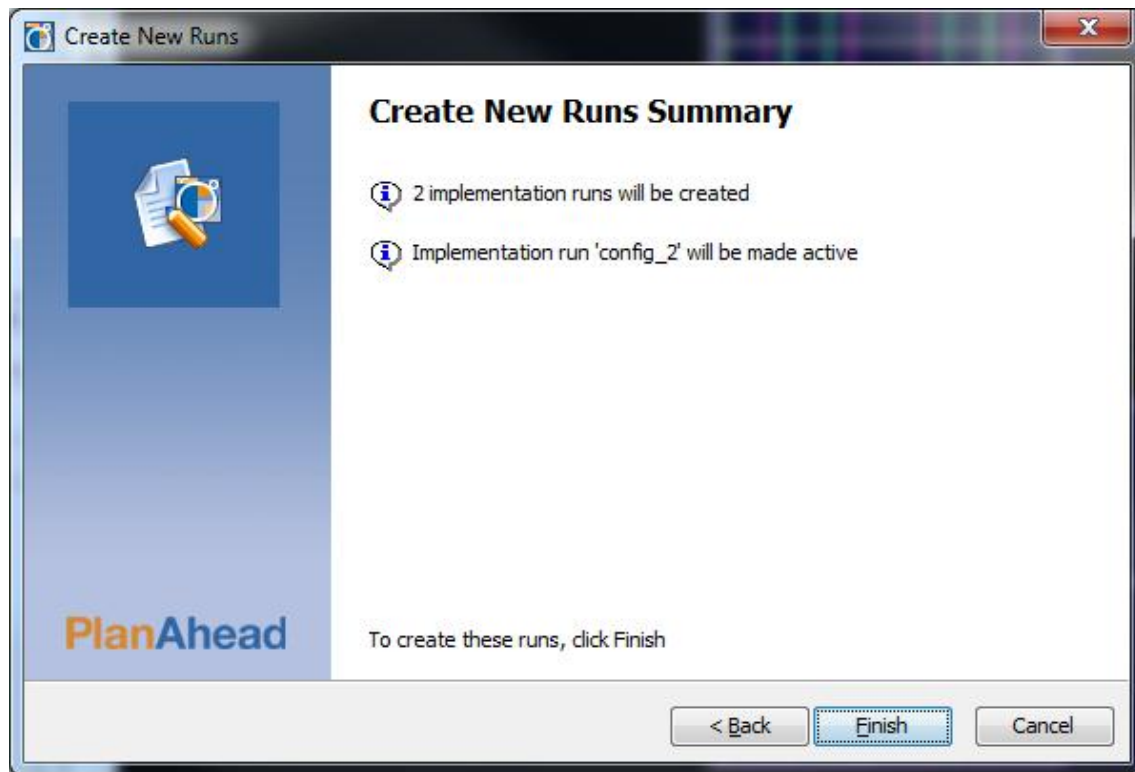 Create New Runs
Create New Runs Summary
2 implementation runs will be created
Implementation run 'config_2' will be made active
PlanAhead
To create these runs, click Finish
< Back
Finish
Cancel